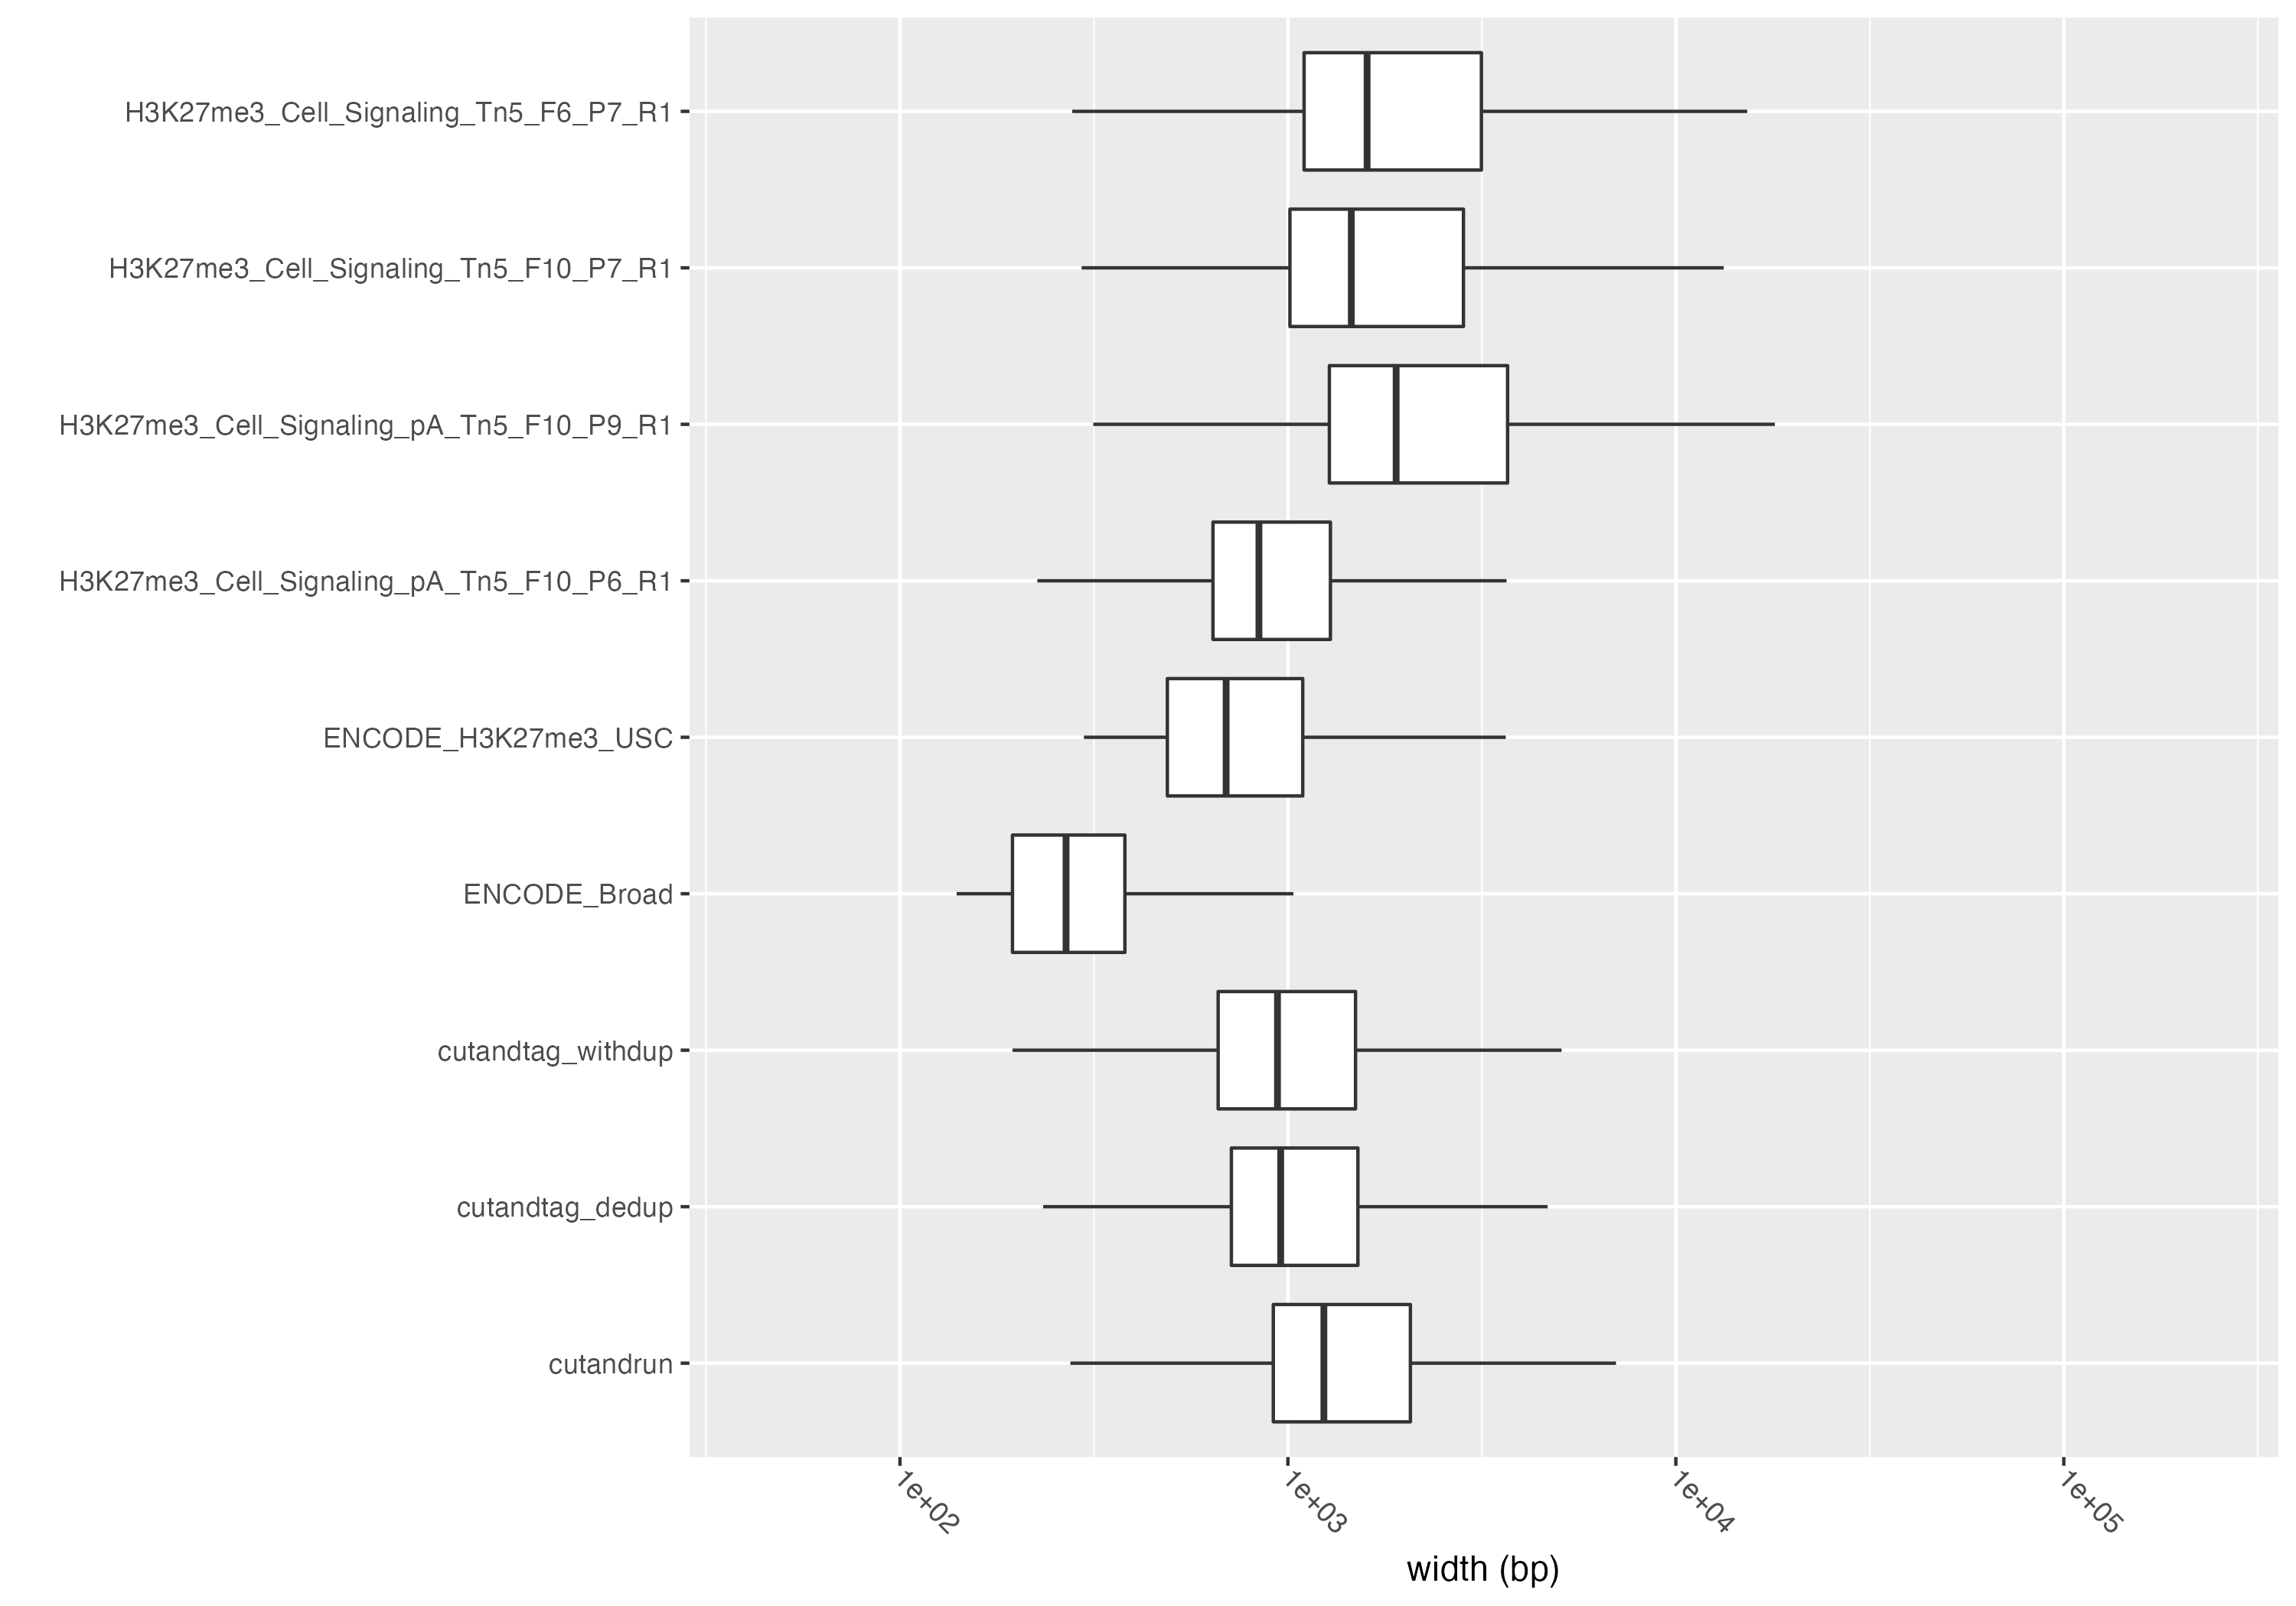 H3K27me3_Cell_Signaling_Tn5_F6_P7_R1
H3K27me3_Cell_Signaling_Tn5_F10_P7_R1
H3K27me3_Cell_Signaling_pA_Tn5_F10_P9_R1
H3K27me3_Cell_Signaling_pA_Tn5_F10_P6_R1
ENCODE_H3K27me3_USC
ENCODE_Broad
cutandtag_withdup
cutandtag_dedup
cutandrun
1e+02
1e+03
1e+04
1e+05
width (bp)